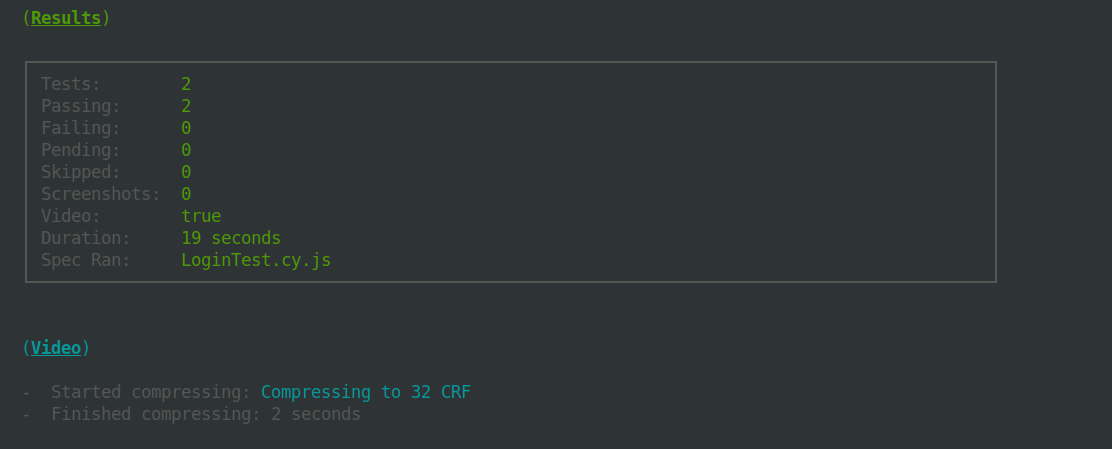 (Results)
Tests: 2
Passing: 2
Failing: 0
Pending: 0
Skipped: 0
Screenshots: 0
Video: true
Duration: 19 seconds
Spec Ran: LoginTest.cy.js
(Video)
- Started compressing: Compressing to 32 CRF
- Finished compressing: 2 seconds